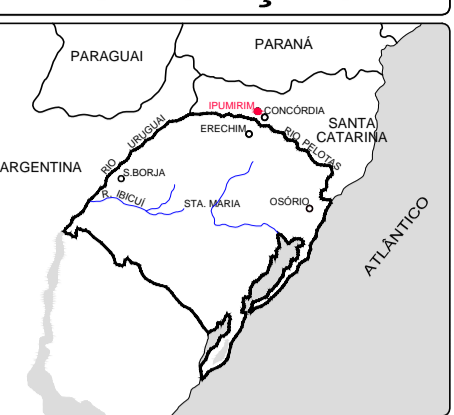 PARAGUAI
PARANÁ
IPUMIRIM
CONCÓRDIA
SANTA
CATARINA
ERECHIM
RIO URUGUAI
RIO PELOTAS
ARGENTINA
S.BORJA
R. IBICUÍ
STA. MARIA
OSÓRIO
ATLÂNTICO